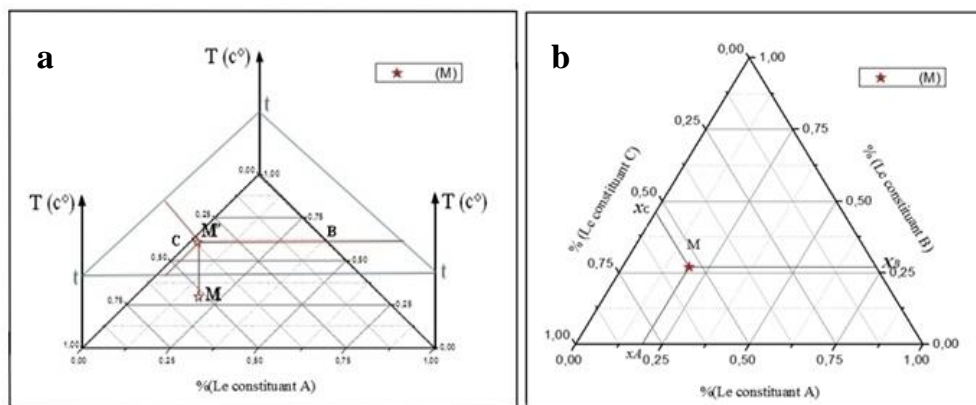 a
T (c°)
(M)
t
T (c°)
T (c°)
0.00
1.00
0.25
0.75
C
M'
B
0.50
0.50
t
t
0,75
M
0,25
1.00
0.00
0,00
0.25
0.50
0.75
1.00
%(Le constituant A)
b
0,00
1,00
(M)
0,25
0,75
% (Le constituant C)
% (Le constituant B)
0,50
0,50
xC
M
xB
0,75
0,25
1,00
0,00
0,00
xA
0,25
0,50
0,75
1,00
%(Le constituant A)